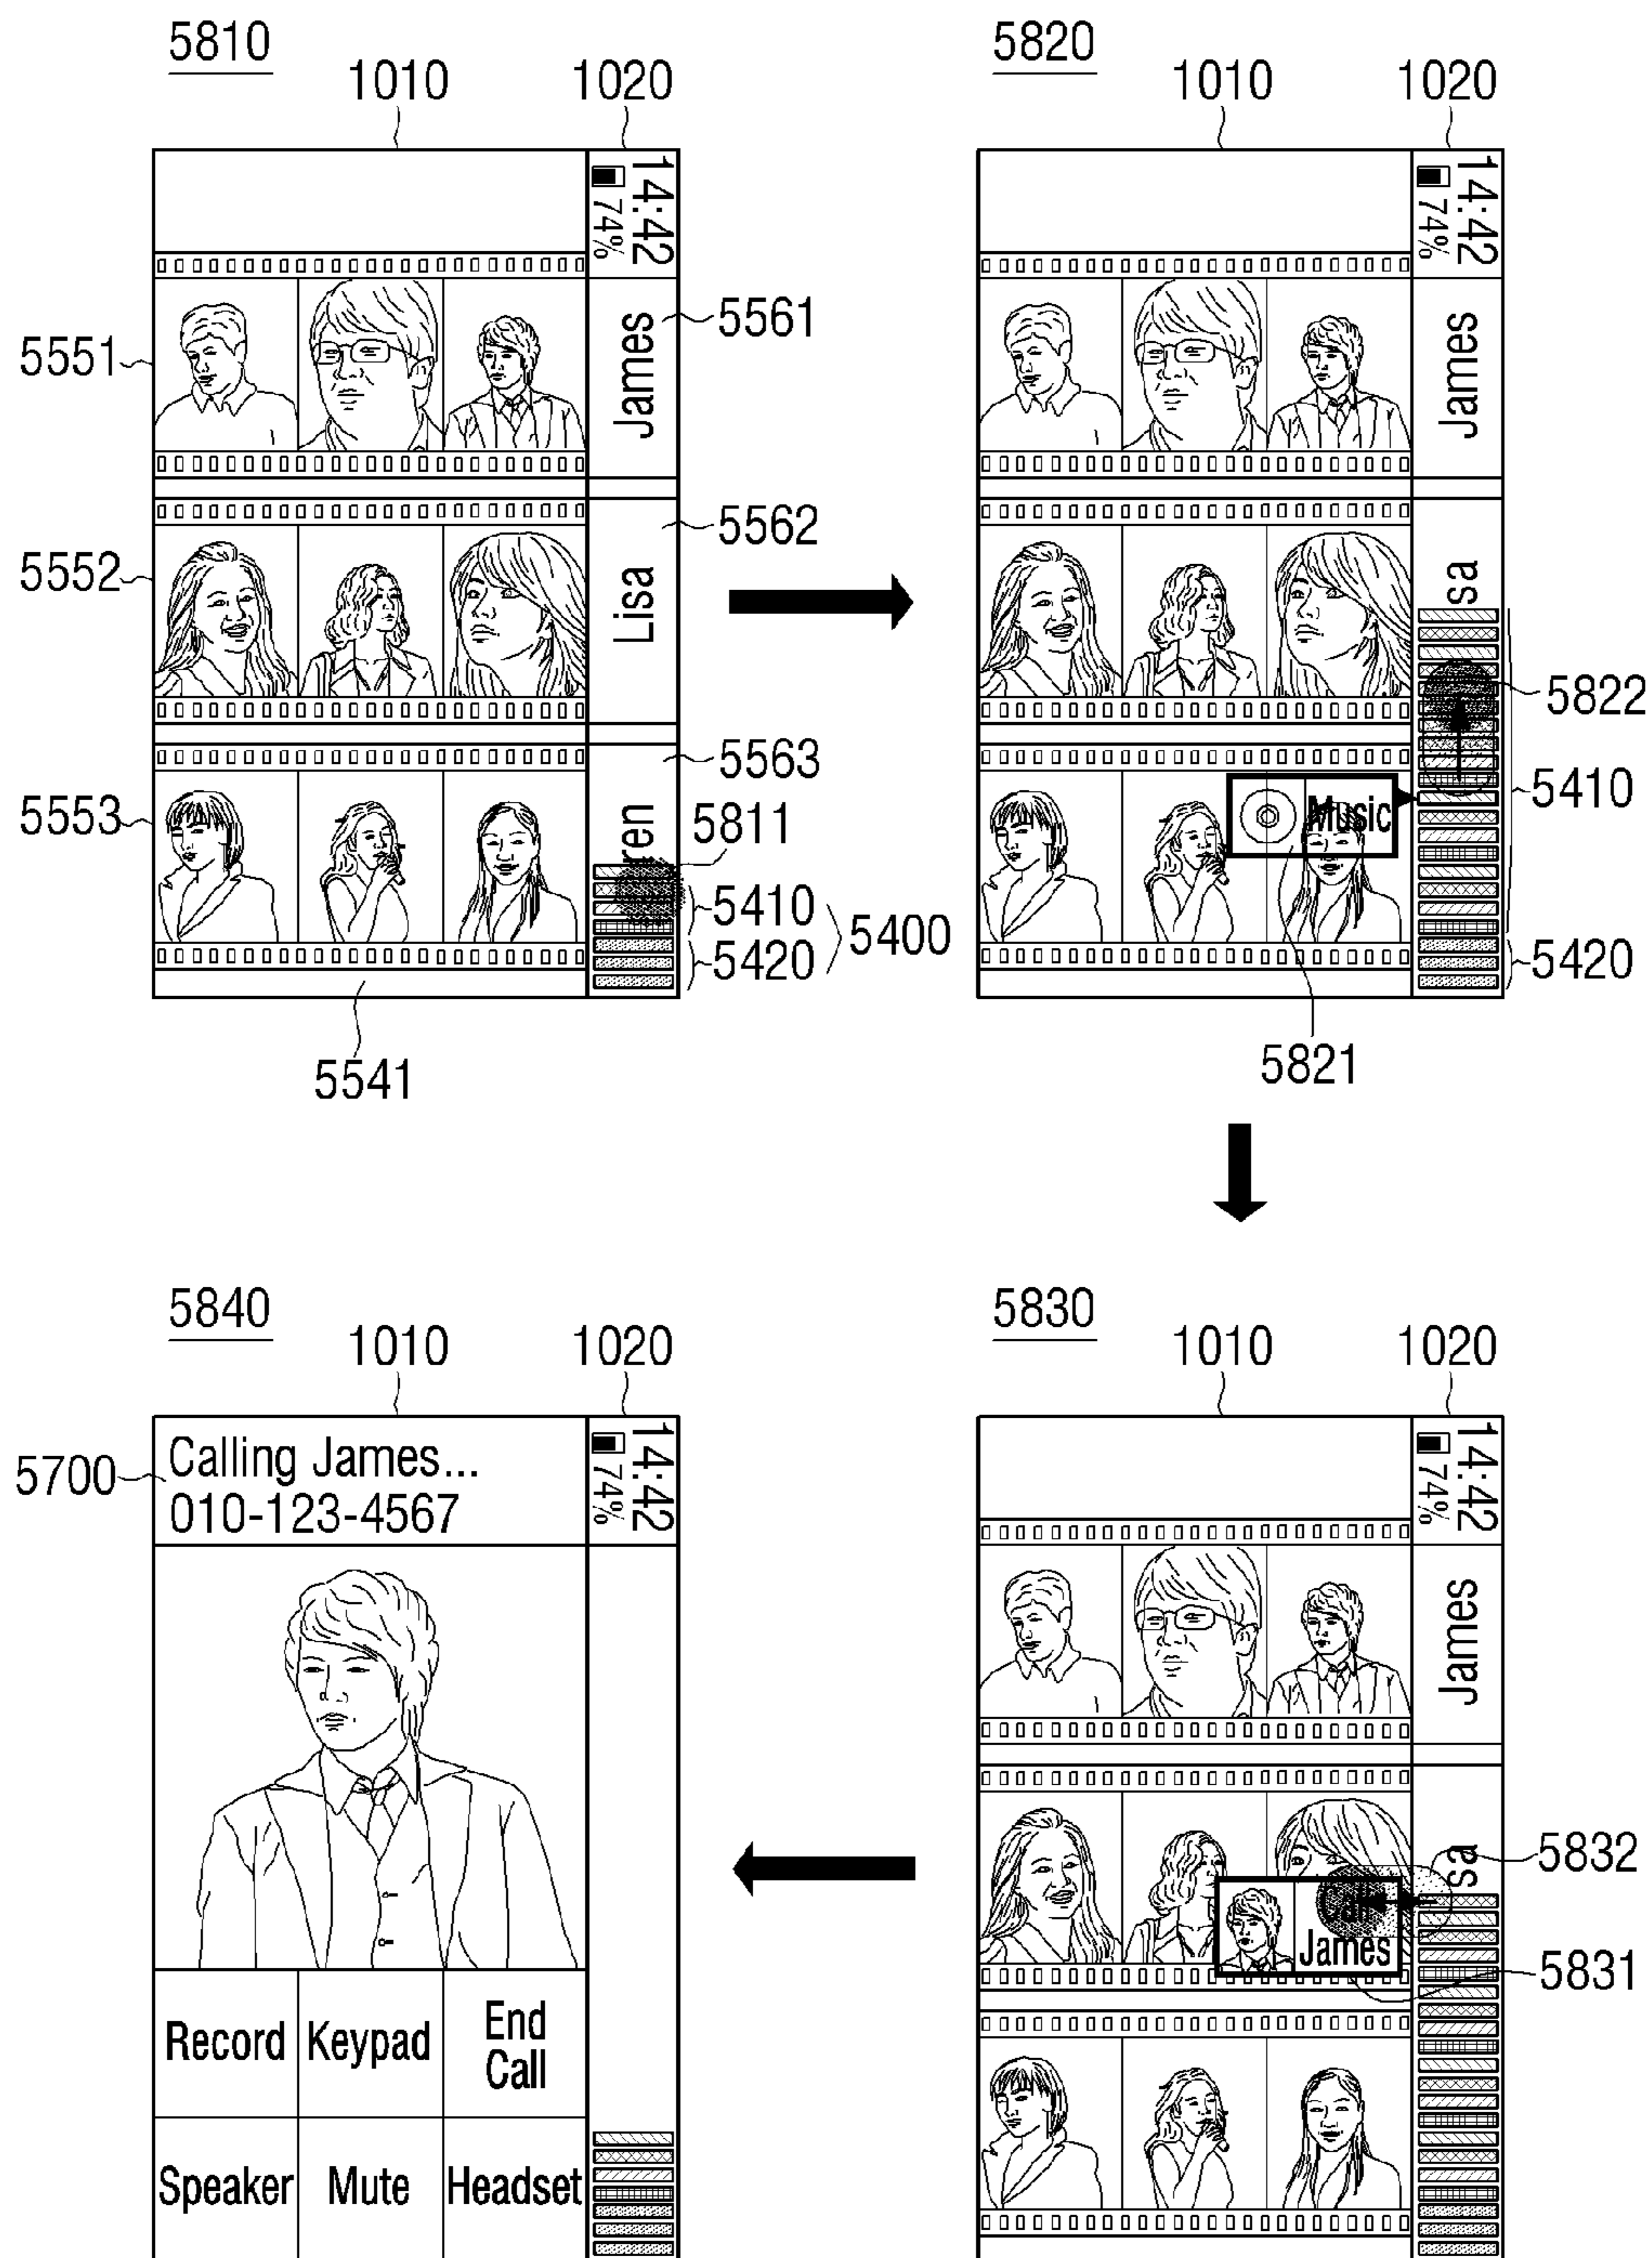 5810
1010
1020
14:42
74%
5551
James
5561
5552
Lisa
5562
5553
ren
5563
5811
5410
5420
5400
5541
5820
1010
1020
14:42
74%
James
sa
5822
5410
Music
5420
5821
5840
1010
1020
5700
Calling James...
010-123-4567
14:42
74%
Record
Keypad
End
Call
Speaker
Mute
Headset
5830
1010
1020
14:42
74%
James
sa
5832
Call
James
5831